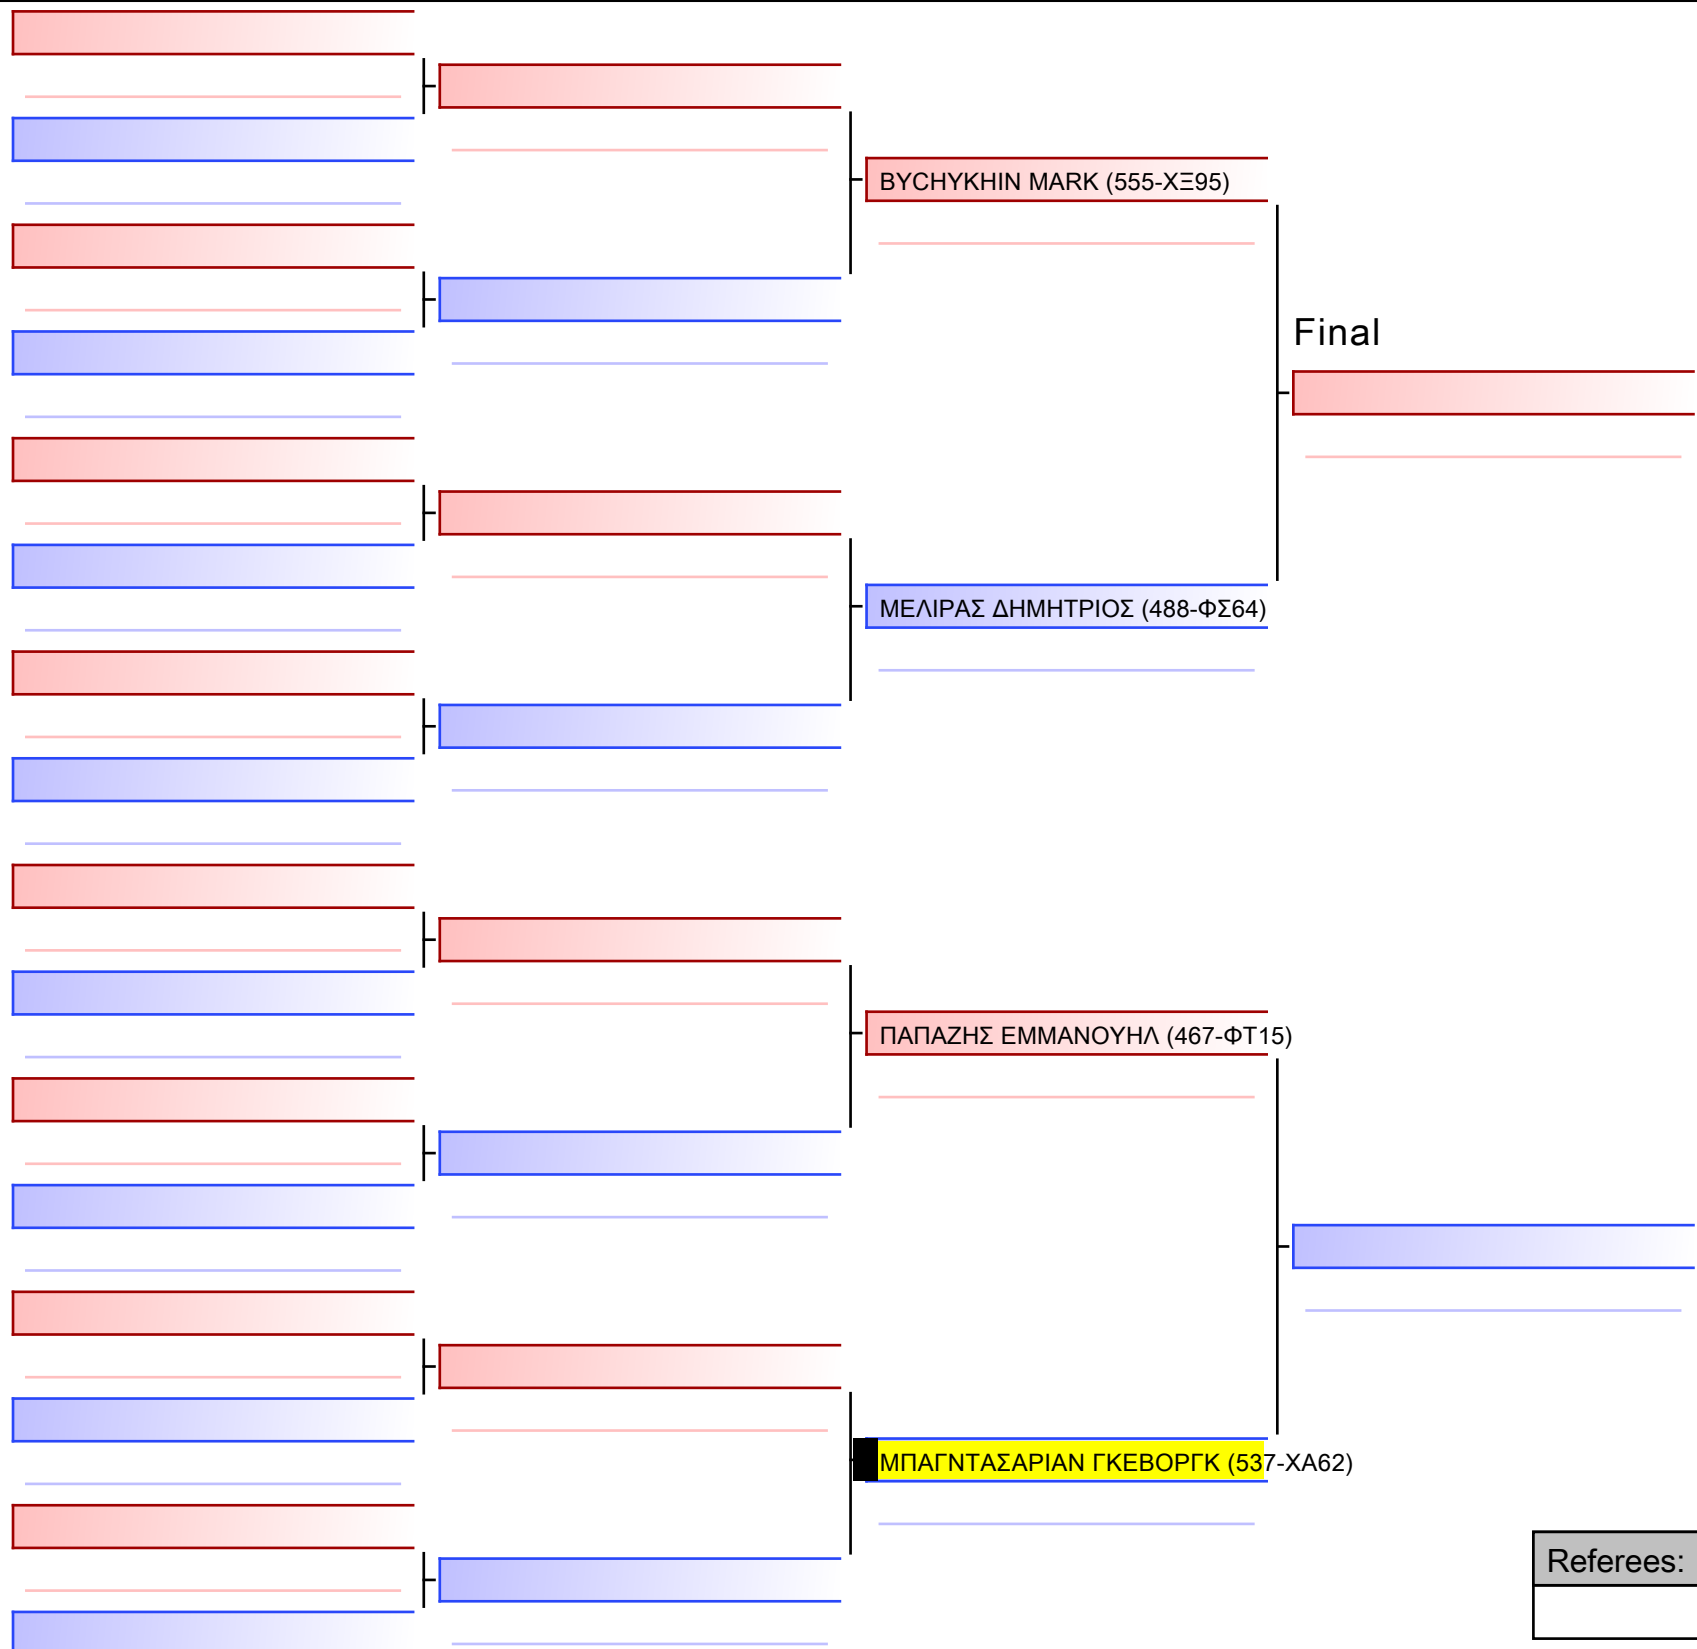 BYCHYKHIN MARK (555-ΧΞ95)
Final
ΜΕΛΙΡΑΣ ΔΗΜΗΤΡΙΟΣ (488-ΦΣ64)
ΠΑΠΑΖΗΣ ΕΜΜΑΝΟΥΗΛ (467-ΦΤ15)
ΜΠΑΓΝΤΑΣΑΡΙΑΝ ΓΚΕΒΟΡΓΚ (537-ΧΑ62)
Referees: